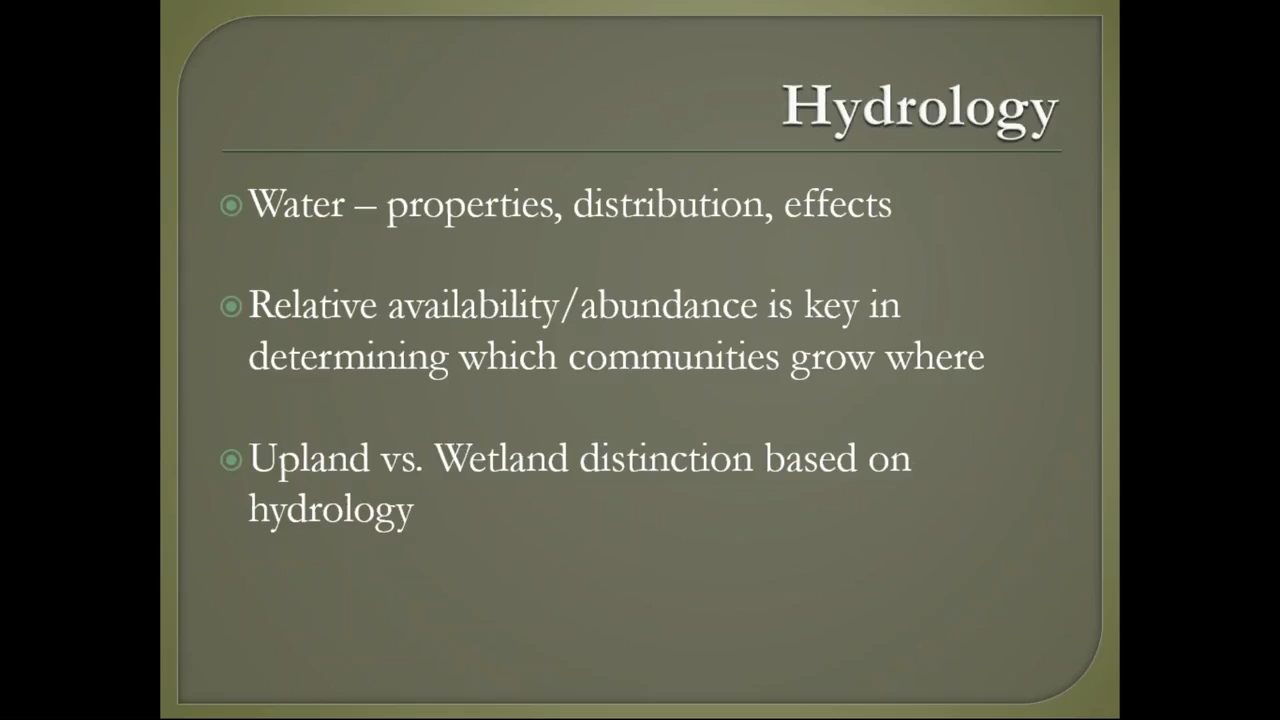 Hydrology
Water – properties, distribution, effects
Relative availability/abundance is key in
determining which communities grow where
Upland vs. Wetland distinction based on
hydrology